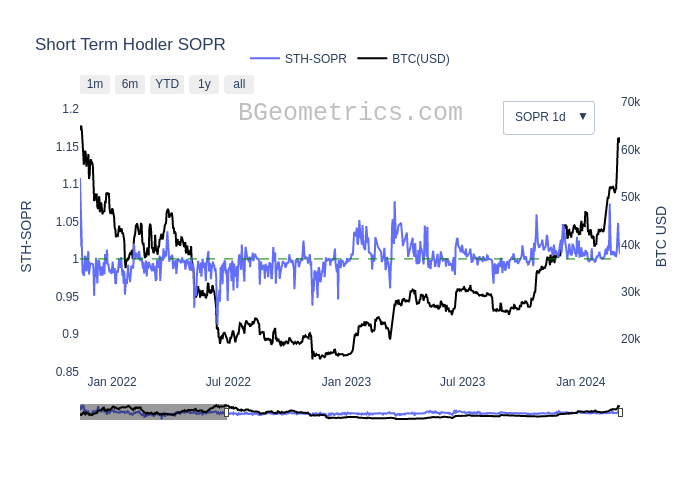 Short Term Hodler SOPR
STH-SOPR BTC(USD)
1m 6m YTD 1y all
BGeometrics.com
SOPR 1d ▼
1.2
1.15
1.1
1.05
1
0.95
0.9
0.85
STH-SOPR
70k
60k
50k
40k
30k
20k
BTC USD
Jan 2022 Jul 2022 Jan 2023 Jul 2023 Jan 2024